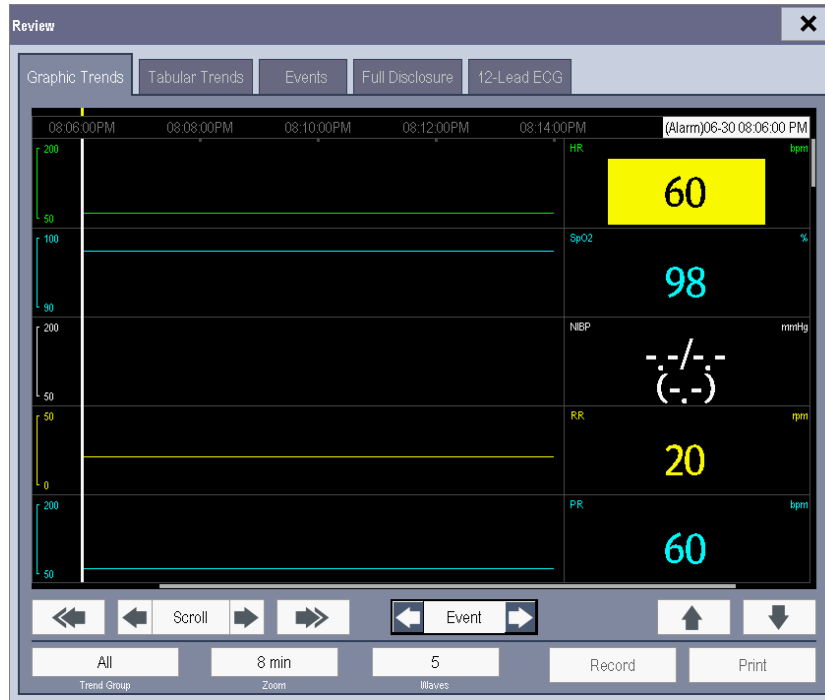 Review
Graphic Trends Tabular Trends Events Full Disclosure 12-Lead ECG
08:06:00PM 08:08:00PM 08:10:00PM 08:12:00PM 08:14:00PM (Alarm)06-30 08:06:00 PM
200 HR bpm
60
50
100 SpO2 %
98
90
200 NIBP mmHg
-.-/-.-
(-.-)
50
50 RR rpm
20
0
200 PR bpm
60
50
Scroll Event
All 8 min 5 Record Print
Trend Group Zoom Waves